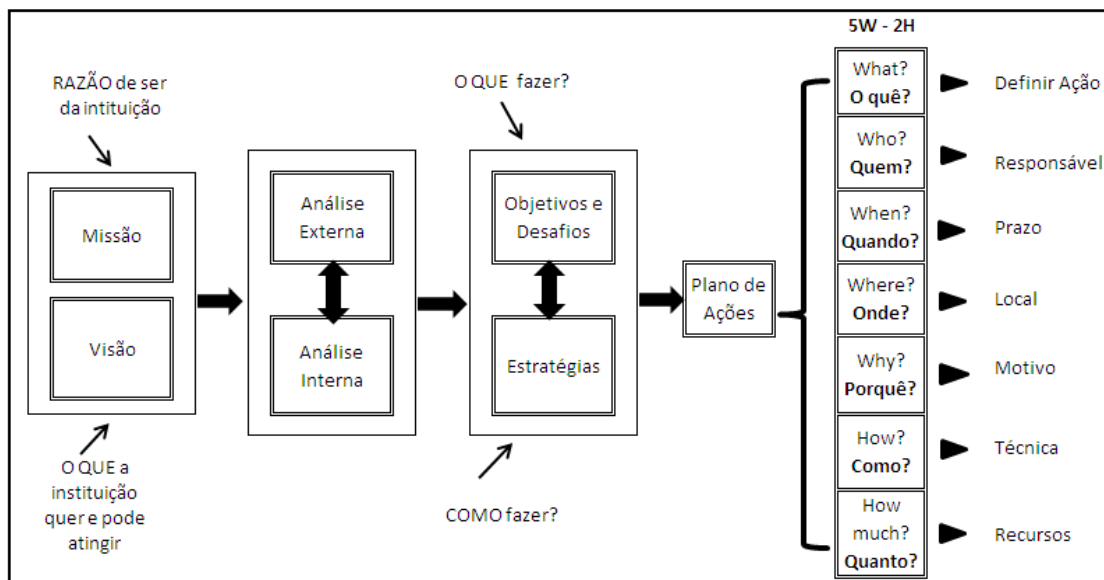 RAZÃO de ser
da intituição
Missão
Visão
O QUE a
instituição
quer e pode
atingir
Análise
Externa
Análise
Interna
O QUE fazer?
Objetivos e
Desafios
Estratégias
COMO fazer?
Plano de
Ações
5W - 2H
What?
O quê?
Definir Ação
Who?
Quem?
Responsável
When?
Quando?
Prazo
Where?
Onde?
Local
Why?
Porquê?
Motivo
How?
Como?
Técnica
How
much?
Quanto?
Recursos